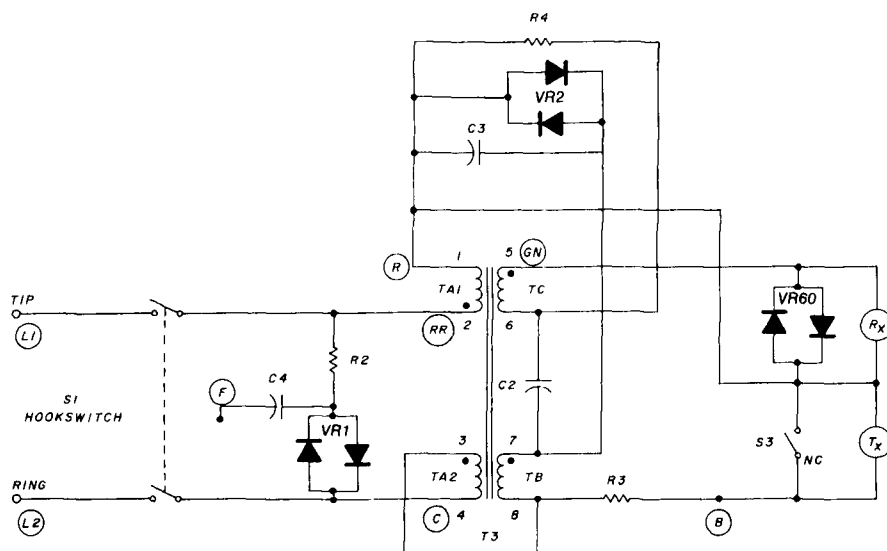 R4
VR2
C3
R
1
5
GN
TIP
TA1
TC
VR60
L1
RR
2
6
RX
R2
F
C4
C2
S1
HOOKSWITCH
VR1
3
7
S3
NC
TX
RING
TA2
TB
R3
L2
C
4
8
B
T3